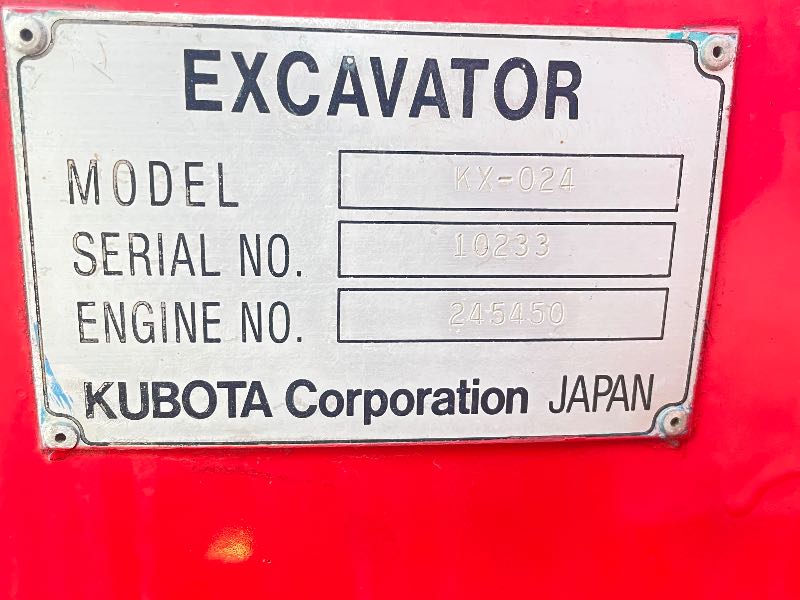 EXCAVATOR
MODEL KX-024
SERIAL NO. 10233
ENGINE NO. 245450
KUBOTA Corporation JAPAN